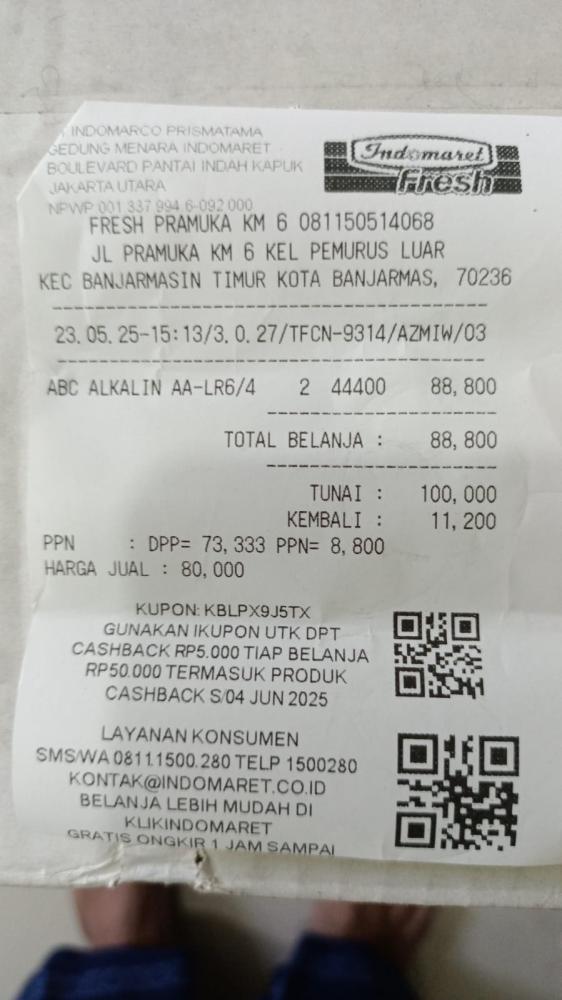 INDOMARCO PRISMATAMA
GEDUNG MENARA INDOMARET
BOULEVARD PANTAI INDAH KAPUK
JAKARTA UTARA
NPWP 001 337 994 6-092 000
Indomaret
Fresh
FRESH PRAMUKA KM 6 081150514068
JL PRAMUKA KM 6 KEL PEMURUS LUAR
KEC BANJARMASIN TIMUR KOTA BANJARMAS, 70236
23.05.25-15:13/3.0.27/TFCN-9314/AZMIW/03
ABC ALKALIN AA-LR6/4 2 44400 88,800
TOTAL BELANJA : 88,800
TUNAI : 100,000
KEMBALI : 11,200
PPN : DPP= 73,333 PPN= 8,800
HARGA JUAL : 80,000
KUPON: KBLPX9J5TX
GUNAKAN IKUPON UTK DPT
CASHBACK RP5.000 TIAP BELANJA
RP50.000 TERMASUK PRODUK
CASHBACK S/04 JUN 2025
LAYANAN KONSUMEN
SMS/WA 0811.1500.280 TELP 1500280
KONTAK@INDOMARET.CO.ID
BELANJA LEBIH MUDAH DI
KLIKINDOMARET
GRATIS ONGKIR 1 JAM SAMPAI